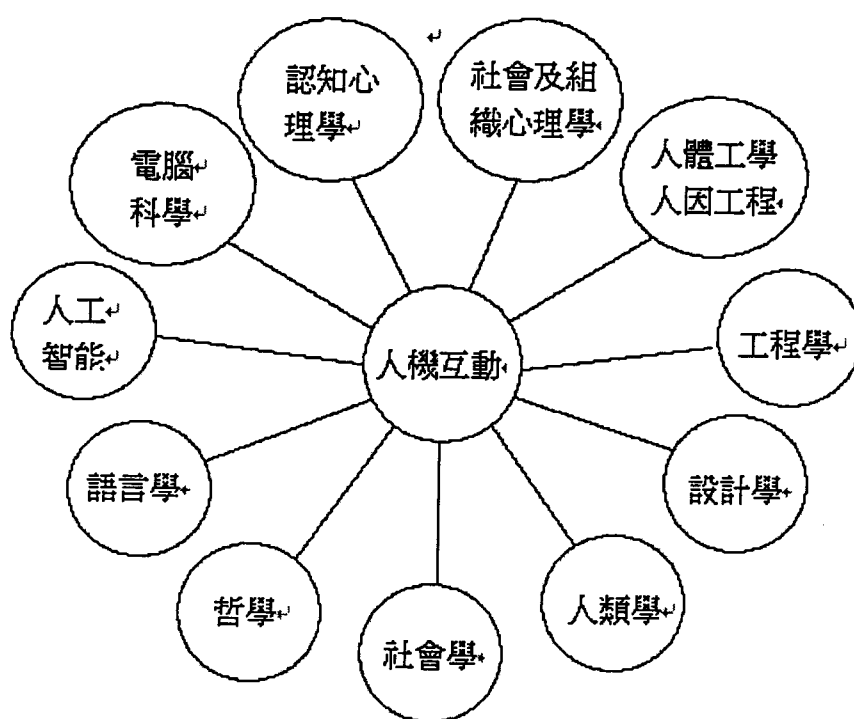 認知心
理學
社會及組
織心理學
人體工學
人因工程
電腦
科學
人工
智能
人機互動
工程學
語言學
設計學
哲學
社會學
人類學